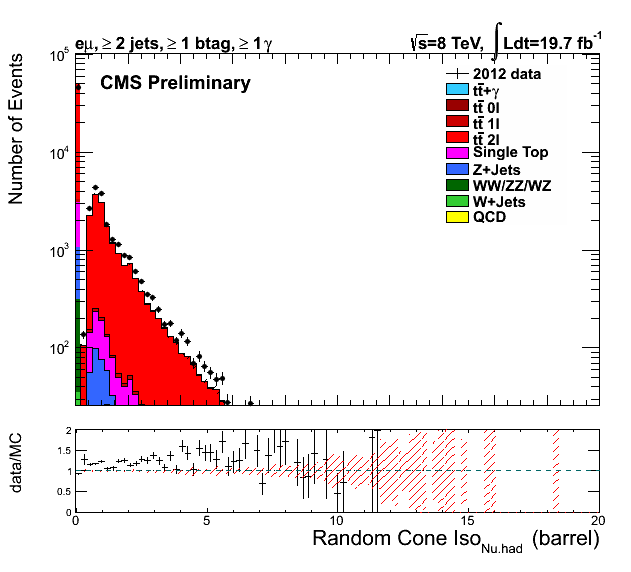 eμ, ≥ 2 jets, ≥ 1 btag, ≥ 1 γ
√s=8 TeV, ∫ Ldt=19.7 fb⁻¹
Number of Events
CMS Preliminary
10⁵
10⁴
10³
10²
2012 data
tt̄+γ
tt̄ 0l
tt̄ 1l
tt̄ 2l
Single Top
Z+Jets
WW/ZZ/WZ
W+Jets
QCD
data/MC
2
1.5
1
0.5
0
0 5 10 15 20
Random Cone Iso_Nu.had (barrel)